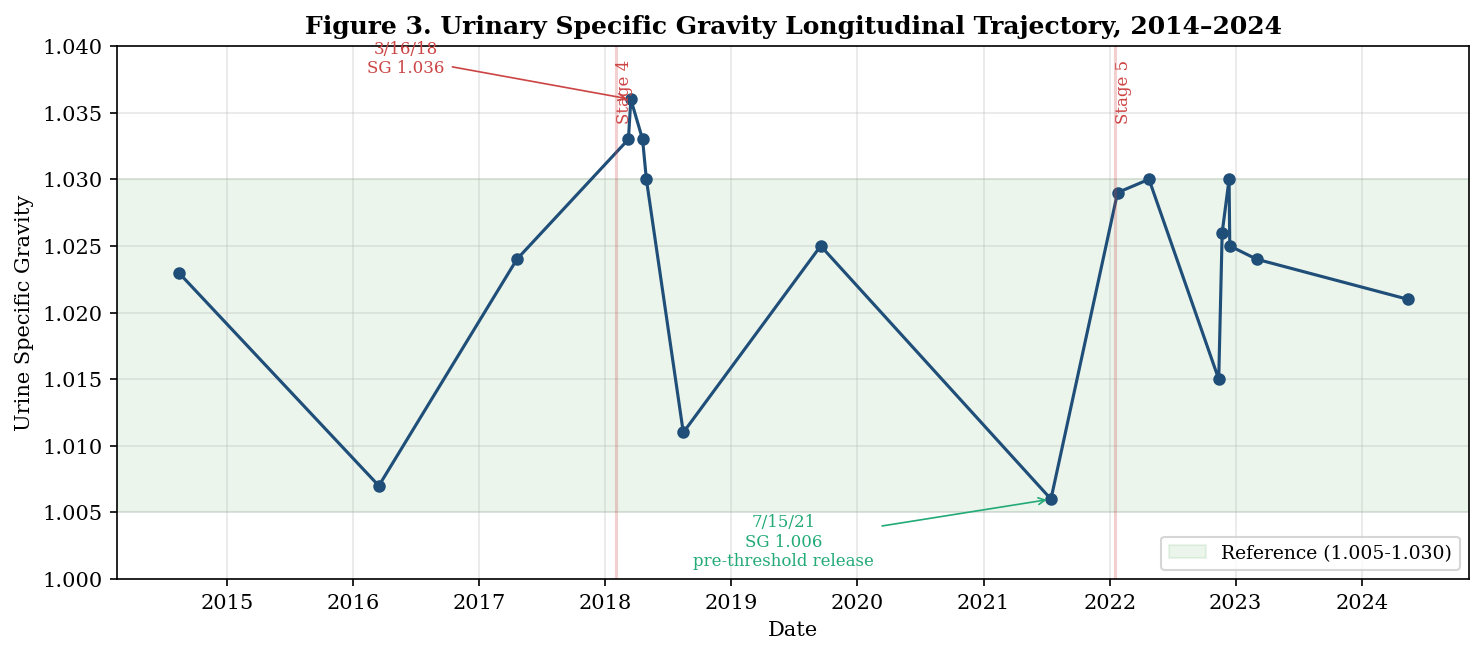 Figure 3. Urinary Specific Gravity Longitudinal Trajectory, 2014–2024
1.040
1.035
1.030
1.025
1.020
1.015
1.010
1.005
1.000
Urine Specific Gravity
3/16/18
SG 1.036
Stage 4
Stage 5
7/15/21
SG 1.006
pre-threshold release
Reference (1.005-1.030)
2015
2016
2017
2018
2019
2020
2021
2022
2023
2024
Date